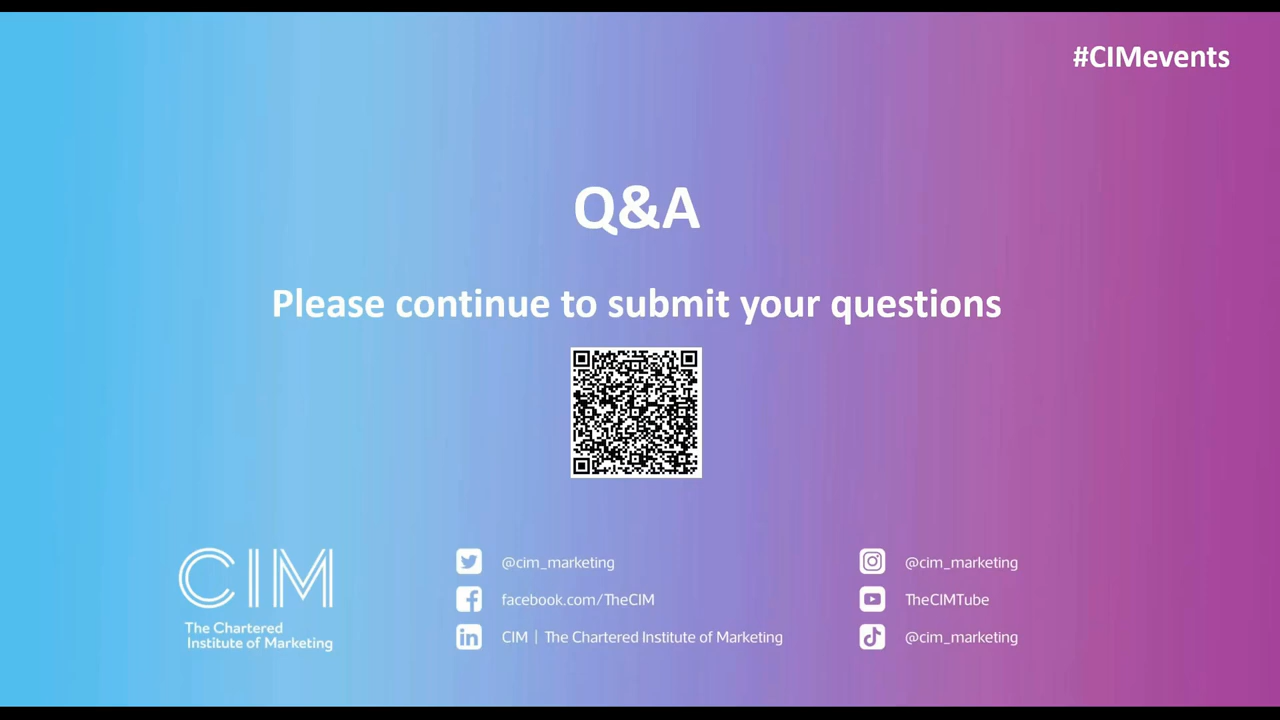 #CIMevents
Q&A
Please continue to submit your questions
CIM
The Chartered
Institute of Marketing
@cim_marketing
facebook.com/TheCIM
CIM | The Chartered Institute of Marketing
@cim_marketing
TheCIMTube
@cim_marketing